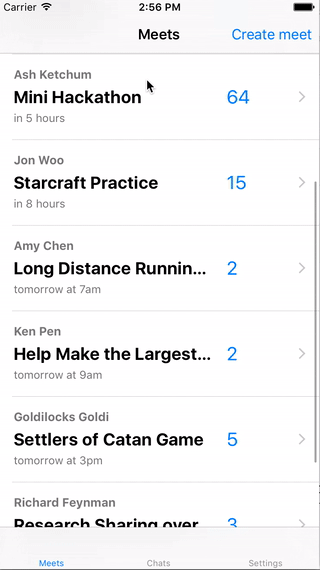 Carrier 2:56 PM
Meets Create meet
Ash Ketchum
Mini Hackathon 64
in 5 hours
Jon Woo
Starcraft Practice 15
in 8 hours
Amy Chen
Long Distance Runnin... 2
tomorrow at 7am
Ken Pen
Help Make the Largest... 2
tomorrow at 9am
Goldilocks Goldi
Settlers of Catan Game 5
tomorrow at 3pm
Richard Feynman
Research Sharing over 3
Meets Chats Settings